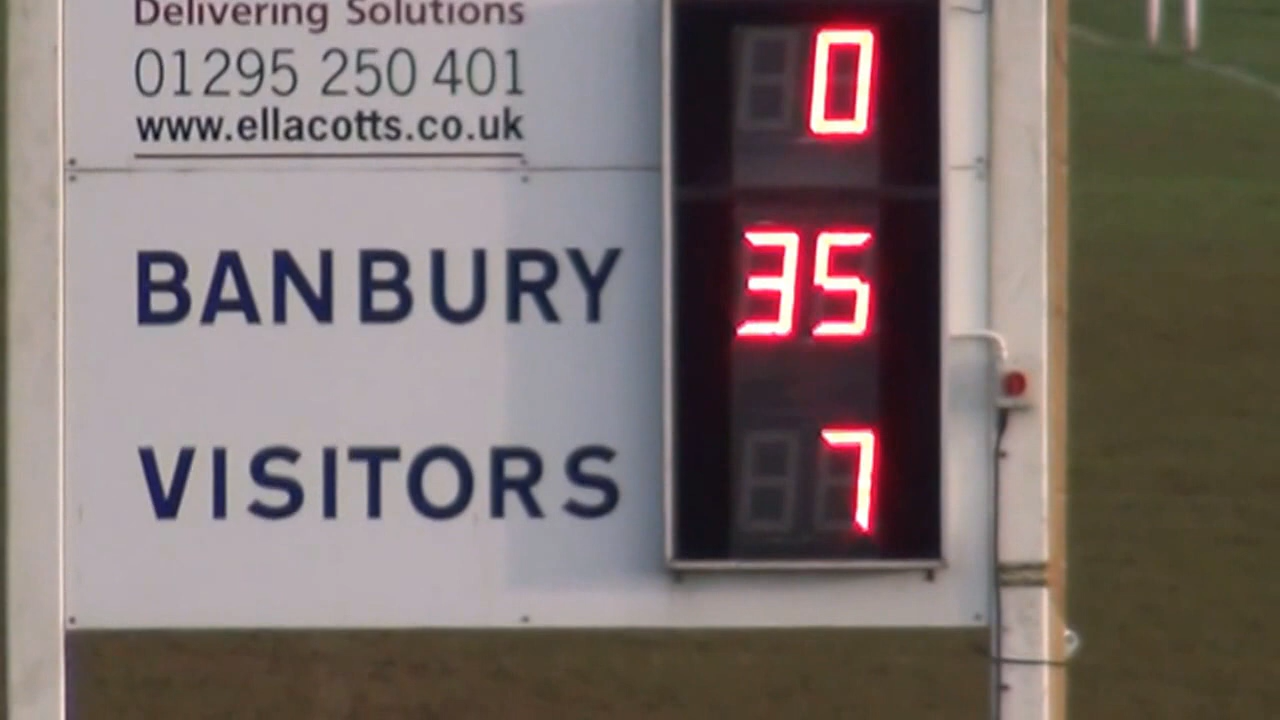 Delivering Solutions
01295 250 401
www.ellacotts.co.uk
0
BANBURY 35
VISITORS 7